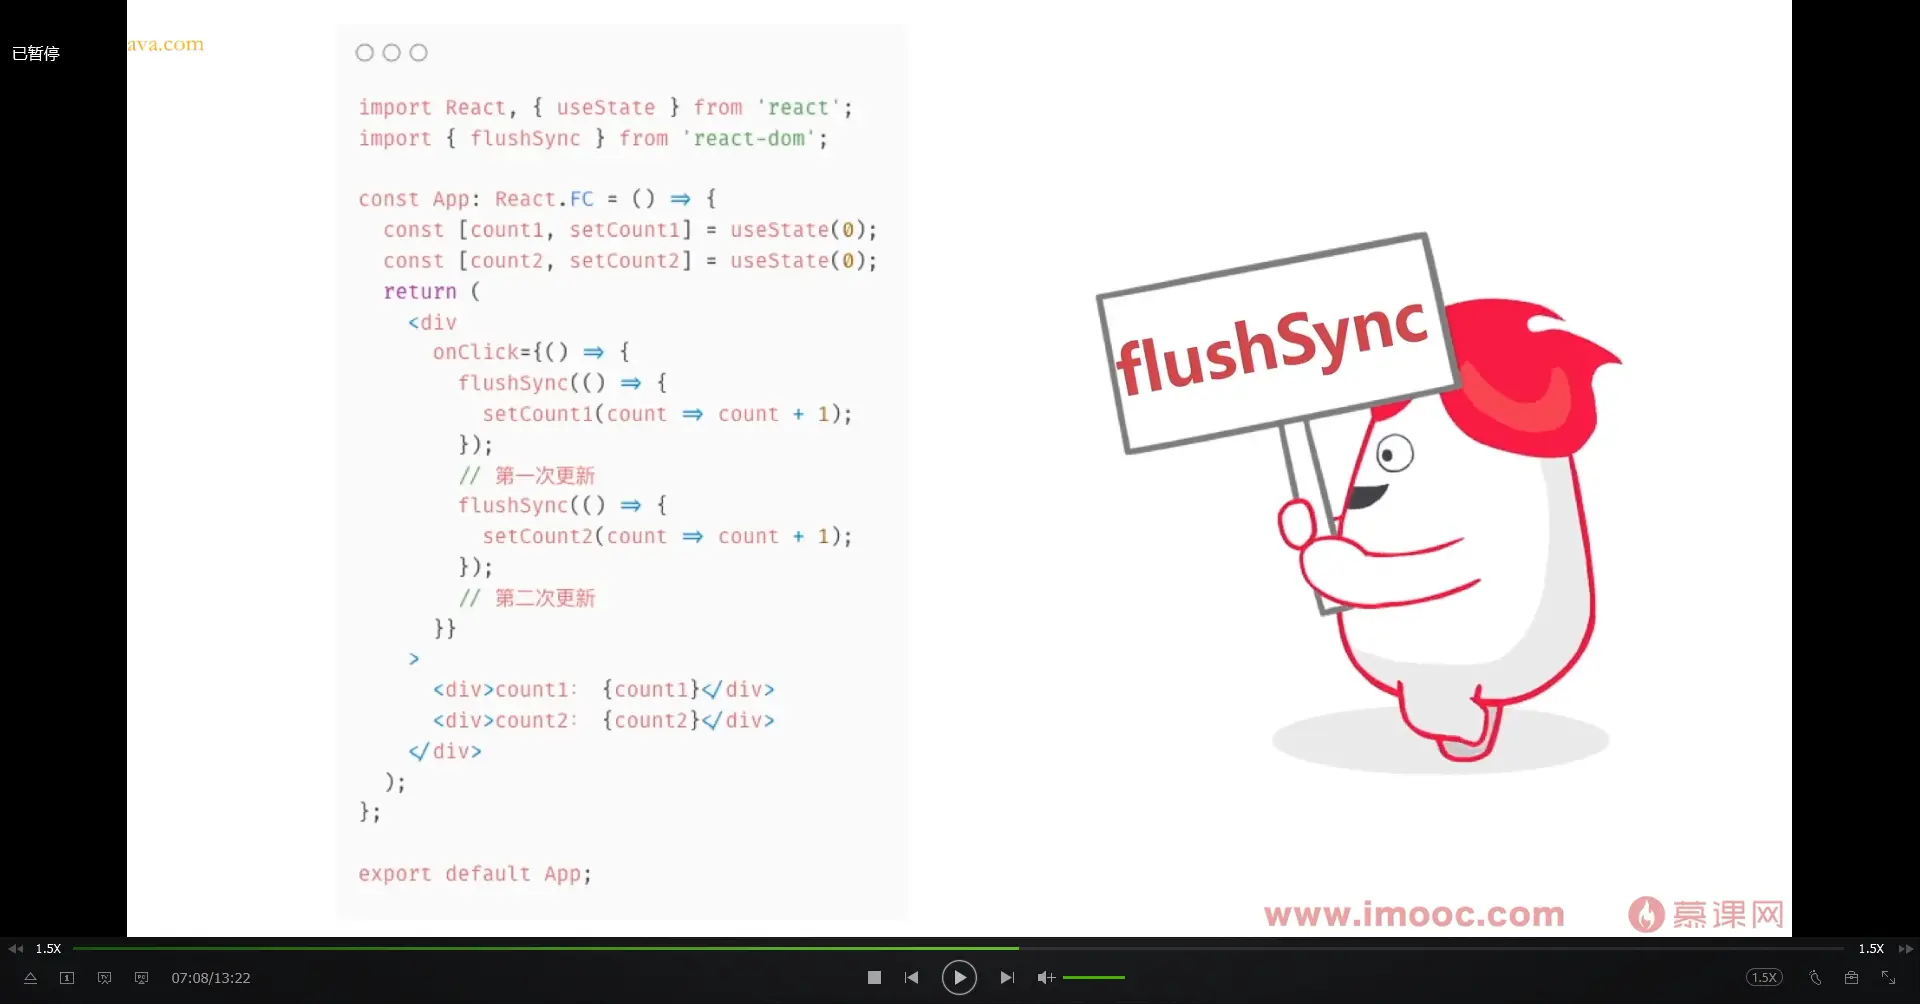 已暂停
ava.com
import React, { useState } from 'react';
import { flushSync } from 'react-dom';
const App: React.FC = () => {
const [count1, setCount1] = useState(0);
const [count2, setCount2] = useState(0);
return (
<div
onClick={() => {
flushSync(() => {
setCount1(count => count + 1);
});
// 第一次更新
flushSync(() => {
setCount2(count => count + 1);
});
// 第二次更新
}}
>
<div>count1: {count1}</div>
<div>count2: {count2}</div>
</div>
);
};
export default App;
flushSync
www.imooc.com
慕课网
1.5X
1.5X
07:08/13:22
1.5X